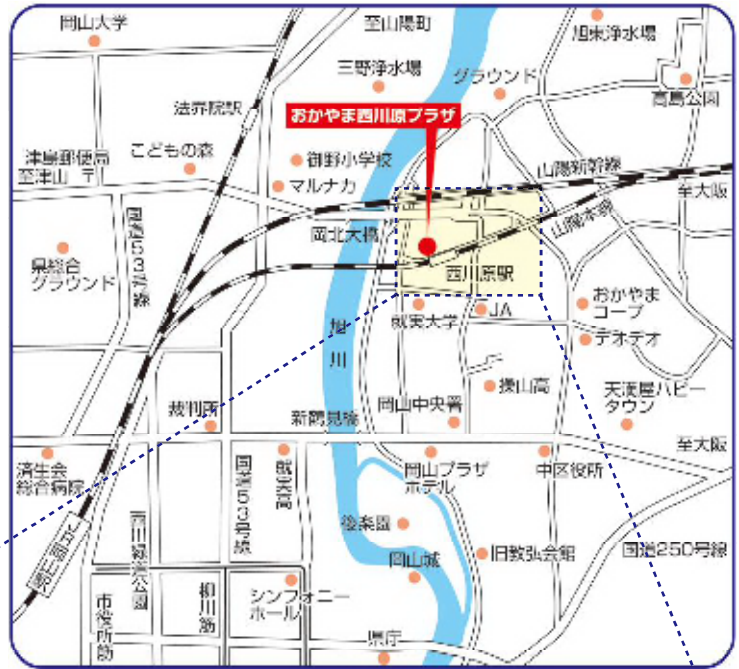 岡山大学
至山陽町
旭東浄水場
三野浄水場
グラウンド
高島公園
法界院駅
おかやま西川原プラザ
津島郵便局
至津山 〒
こどもの森
御野小学校
マルナカ
山陽新幹線
至大阪
山陽本線
国道53号線
岡北大橋
県総合
グラウンド
西川原駅
おかやま
コープ
就実大学
JA
デオデオ
旭
川
操山高
天満屋ハピー
タウン
裁判所
新鶴見橋
岡山中央署
至大阪
済生会
総合病院
国道53号線
就実高
岡山プラザ
ホテル
中区役所
後楽園
旧敎弘会館
国道250号線
JR岡山駅
西川緑道公園
岡山城
市役所筋
柳川筋
シンフォニー
ホール
県庁